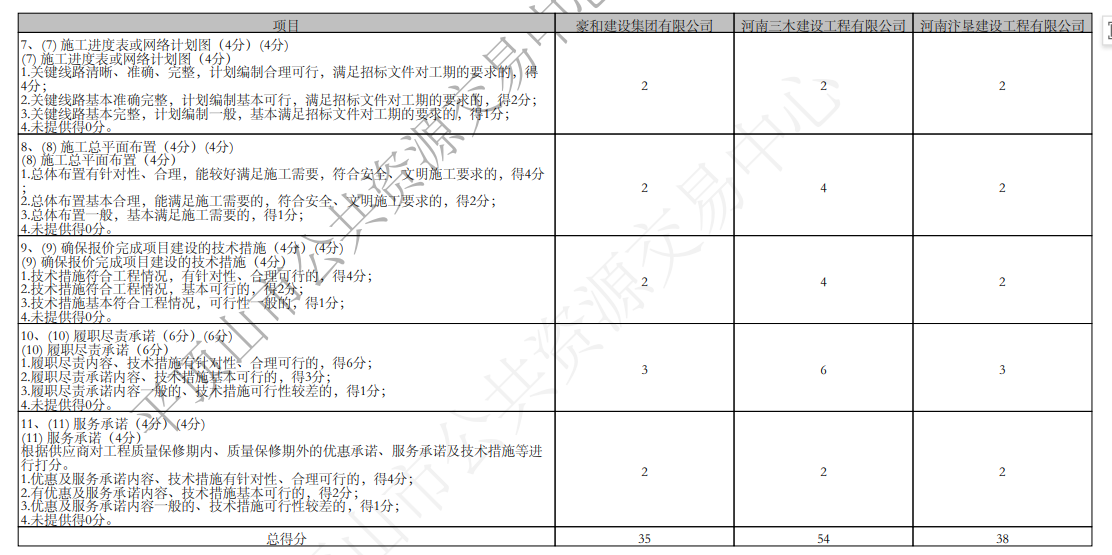 项目 豪和建设集团有限公司 河南三木建设工程有限公司 河南汴垦建设工程有限公司
7、(7) 施工进度表或网络计划图（4分）(4分)
(7) 施工进度表或网络计划图（4分）
1.关键线路清晰、准确、完整，计划编制合理可行，满足招标文件对工期的要求的，得
4分；
2.关键线路基本准确完整，计划编制基本可行，满足招标文件对工期的要求的，得2分；
3.关键线路基本完整，计划编制一般，基本满足招标文件对工期的要求的，得1分；
4.未提供得0分。
2 2 2
8、(8) 施工总平面布置（4分）(4分)
(8) 施工总平面布置（4分）
1.总体布置有针对性、合理，能较好满足施工需要，符合安全、文明施工要求的，得4分
；
2.总体布置基本合理，能满足施工需要的，符合安全、文明施工要求的，得2分；
3.总体布置一般，基本满足施工需要的，得1分；
4.未提供得0分。
2 4 2
9、(9) 确保报价完成项目建设的技术措施（4分）(4分)
(9) 确保报价完成项目建设的技术措施（4分）
1.技术措施符合工程情况，有针对性、合理可行的，得4分；
2.技术措施符合工程情况，基本可行的，得2分；
3.技术措施基本符合工程情况，可行性一般的，得1分；
4.未提供得0分。
2 4 2
10、(10) 履职尽责承诺（6分）(6分)
(10) 履职尽责承诺（6分）
1.履职尽责内容、技术措施有针对性、合理可行的，得6分；
2.履职尽责承诺内容、技术措施基本可行的，得3分；
3.履职尽责承诺内容一般的、技术措施可行性较差的，得1分；
4.未提供得0分。
3 6 3
11、(11) 服务承诺（4分）(4分)
(11) 服务承诺（4分）
根据供应商对工程质量保修期内、质量保修期外的优惠承诺、服务承诺及技术措施等进
行打分。
1.优惠及服务承诺内容、技术措施有针对性、合理可行的，得4分；
2.有优惠及服务承诺内容、技术措施基本可行的，得2分；
3.优惠及服务承诺内容一般的、技术措施可行性较差的，得1分；
4.未提供得0分。
2 2 2
总得分 35 54 38
平顶山市公共资源交易中心
平顶山市公共资源交易中心